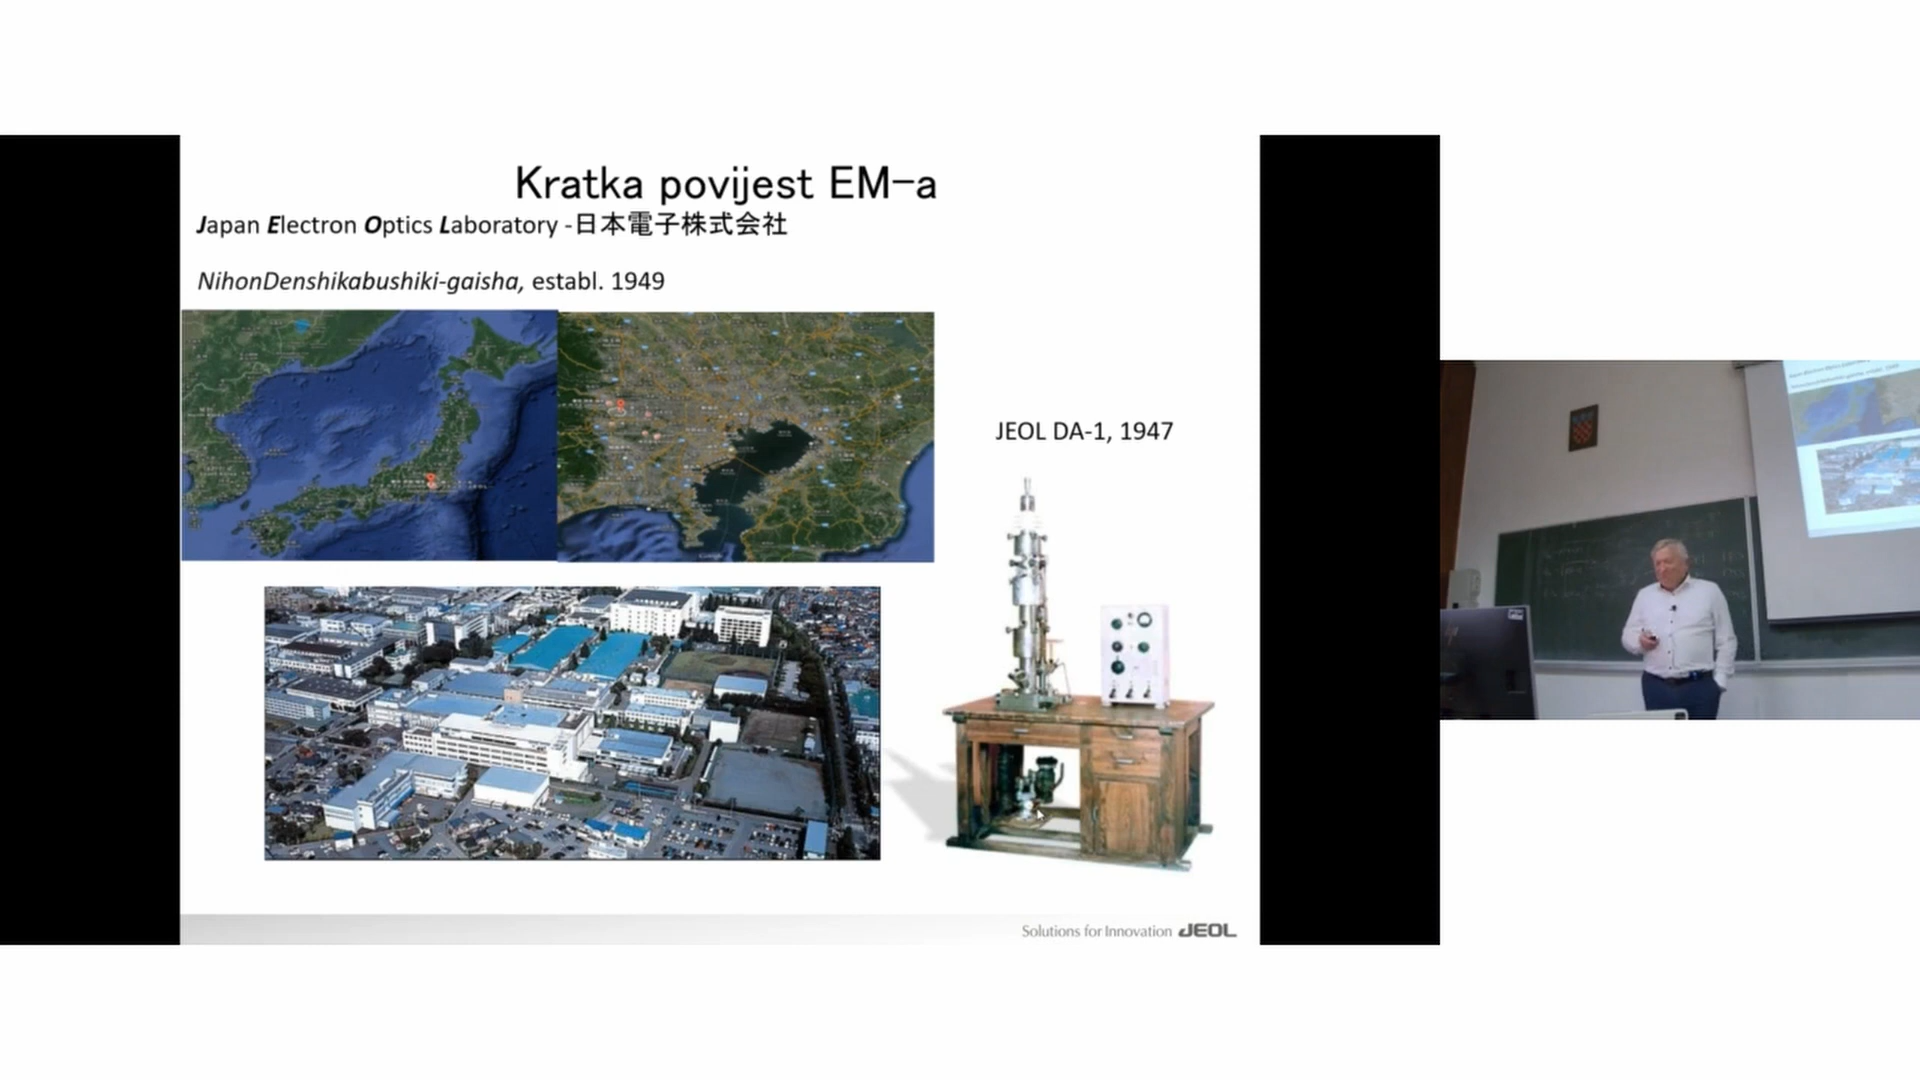 Kratka povijest EM-a
Japan Electron Optics Laboratory -日本電子株式会社
NihonDenshikabushiki-gaisha, establ. 1949
JEOL DA-1, 1947
Solutions for Innovation JEOL